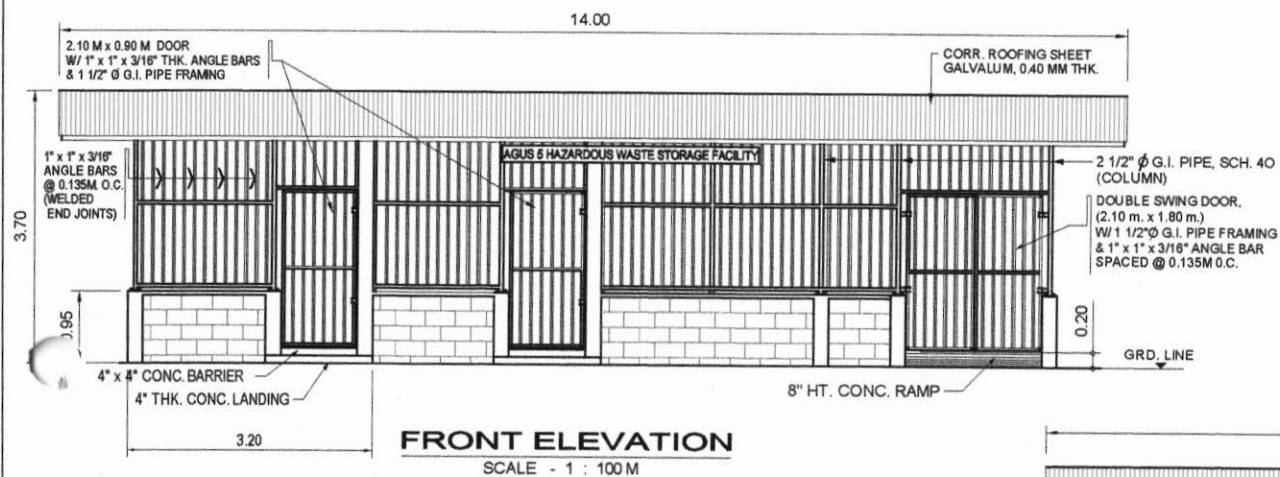 14.00
2.10 M x 0.90 M DOOR
W/ 1" x 1" x 3/16" THK. ANGLE BARS
& 1 1/2" Ø G.I. PIPE FRAMING
CORR. ROOFING SHEET
GALVALUM, 0.40 MM THK.
1" x 1" x 3/16"
ANGLE BARS
@ 0.135M O.C.
(WELDED
END JOINTS)
AGUS 5 HAZARDOUS WASTE STORAGE FACILITY
2 1/2" Ø G.I. PIPE, SCH. 40
(COLUMN)
DOUBLE SWING DOOR,
(2.10 m. x 1.80 m.)
W/ 1 1/2"Ø G.I. PIPE FRAMING
& 1" x 1" x 3/16" ANGLE BAR
SPACED @ 0.135M O.C.
3.70
0.95
0.20
GRD. LINE
4" x 4" CONC. BARRIER
4" THK. CONC. LANDING
8" HT. CONC. RAMP
3.20
FRONT ELEVATION
SCALE - 1 : 100 M